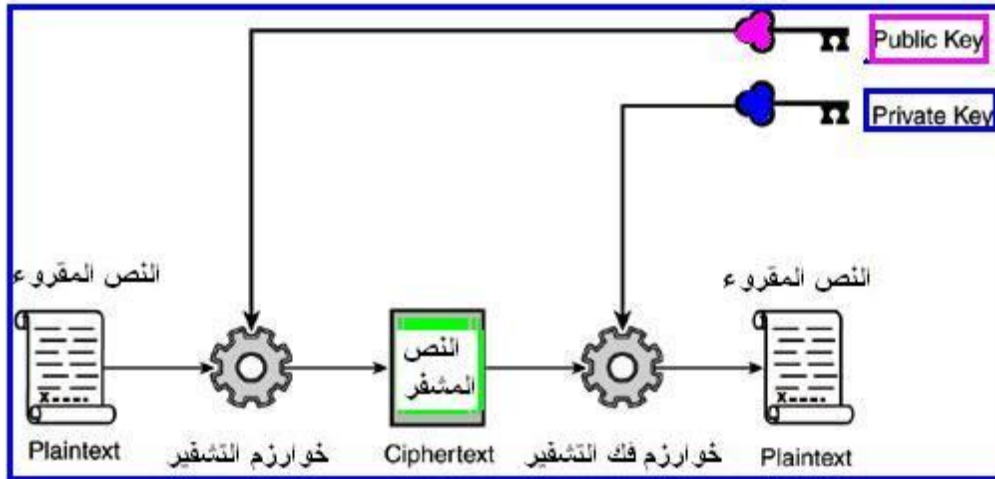 Public Key
Private Key
النص المقروء
النص المقروء
النص
المشفر
x
Plaintext
خوارزم التشفير
Ciphertext
خوارزم فك التشفير
x
Plaintext